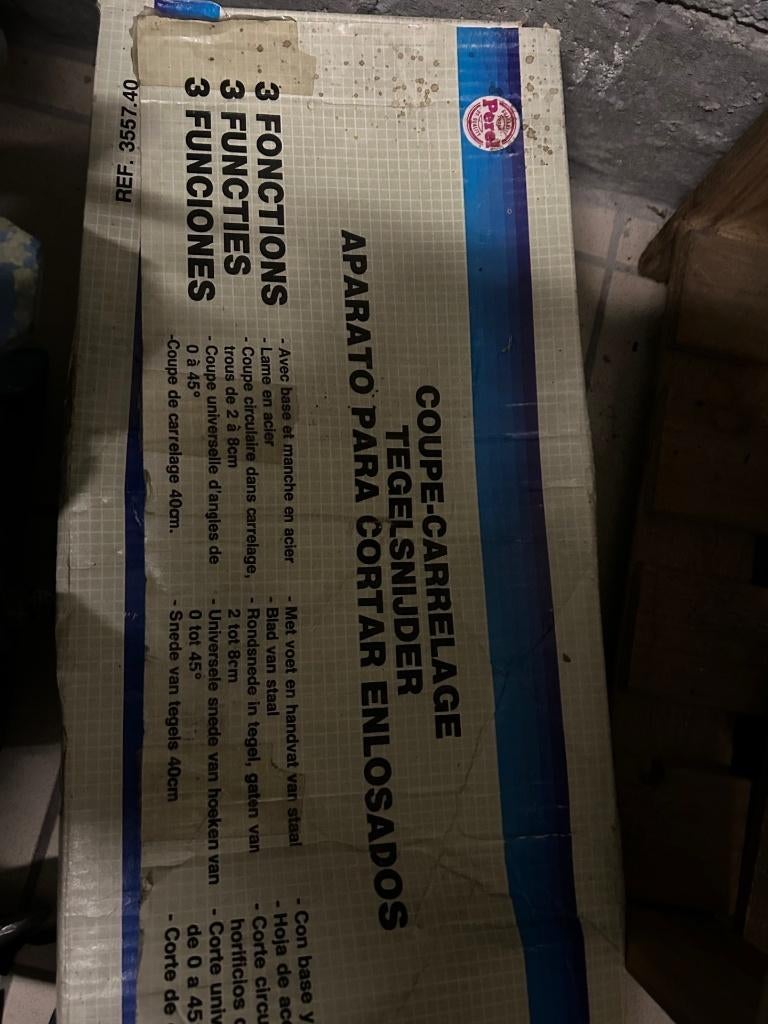 Perel
COUPE-CARRELAGE
TEGELSNIJDER
APARATO PARA CORTAR ENLOSADOS
3 FONCTIONS
3 FUNCTIES
3 FUNCIONES
- Avec base et manche en acier
- Lame en acier
- Coupe circulaire dans carrelage,
trous de 2 à 8cm
- Coupe universelle d'angles de
0 à 45°
-Coupe de carrelage 40cm.
- Met voet en handvat van staal
- Blad van staal
- Rondsnede in tegel, gaten van
2 tot 8cm
- Universele snede van hoeken van
0 tot 45°
- Snede van tegels 40cm
- Con base y
- Hoja de
- Corte
horificios
- Corte
de 0 a 45
- Corte de
REF. 3557.40